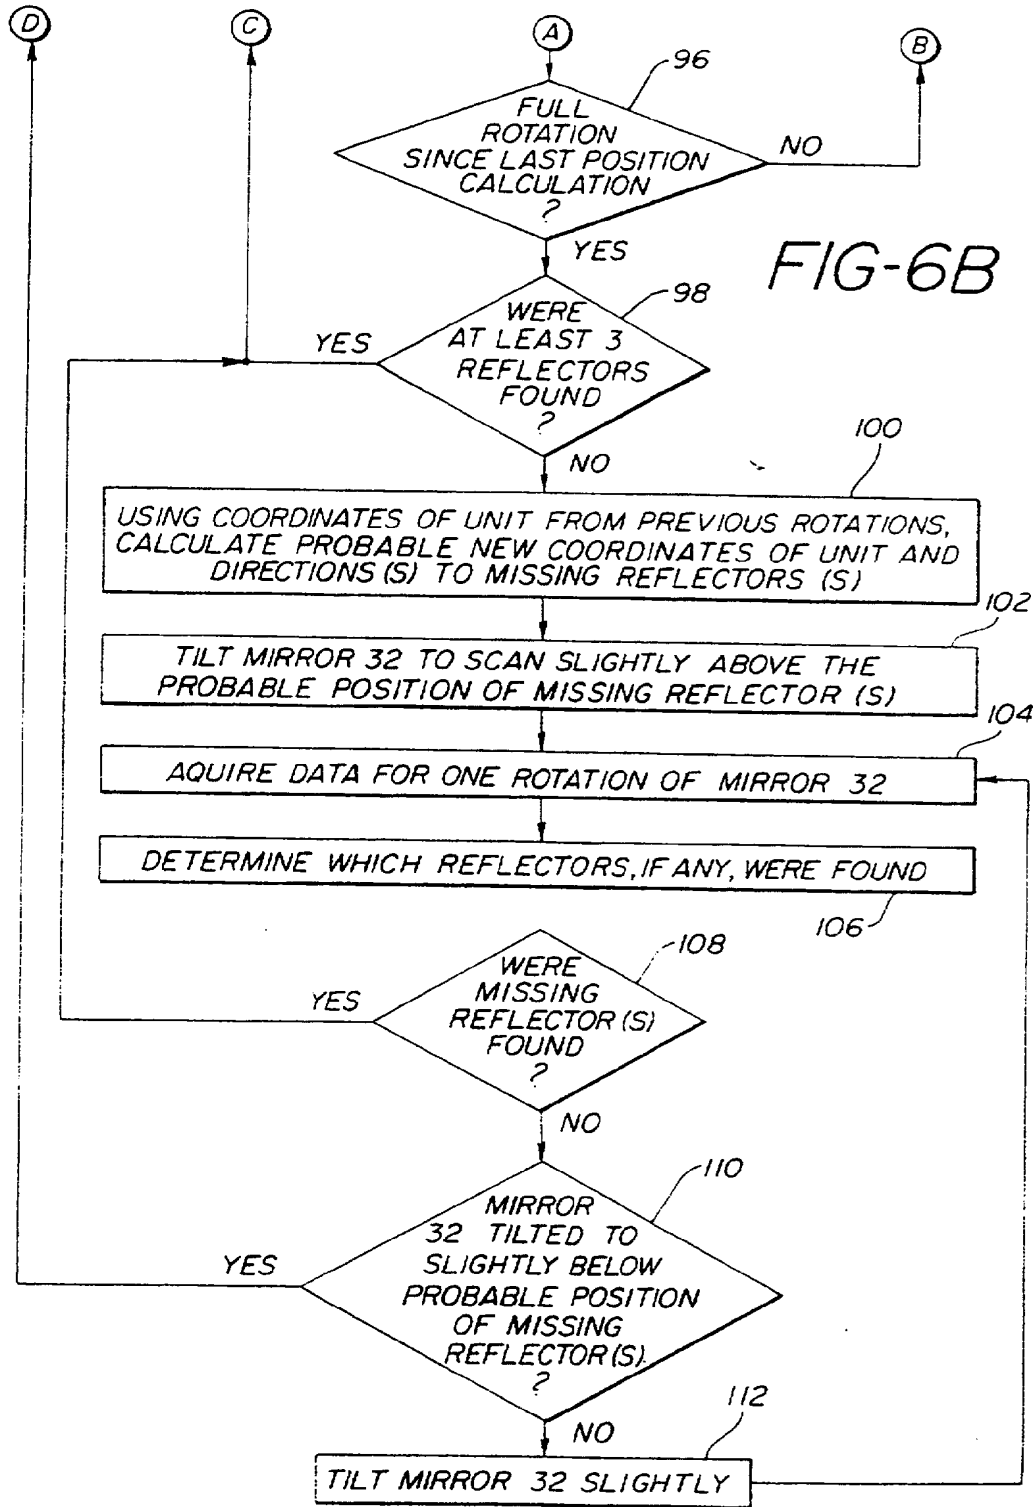 D
C
A
B
96
FULL
ROTATION
SINCE LAST POSITION
CALCULATION
?
NO
YES
FIG-6B
98
WERE
AT LEAST 3
REFLECTORS
FOUND
?
YES
NO
100
USING COORDINATES OF UNIT FROM PREVIOUS ROTATIONS,
CALCULATE PROBABLE NEW COORDINATES OF UNIT AND
DIRECTIONS (S) TO MISSING REFLECTORS (S)
102
TILT MIRROR 32 TO SCAN SLIGHTLY ABOVE THE
PROBABLE POSITION OF MISSING REFLECTOR (S)
104
AQUIRE DATA FOR ONE ROTATION OF MIRROR 32
DETERMINE WHICH REFLECTORS, IF ANY, WERE FOUND
106
108
WERE
MISSING
REFLECTOR (S)
FOUND
?
YES
NO
110
MIRROR
32 TILTED TO
SLIGHTLY BELOW
PROBABLE POSITION
OF MISSING
REFLECTOR(S)
?
YES
NO
112
TILT MIRROR 32 SLIGHTLY